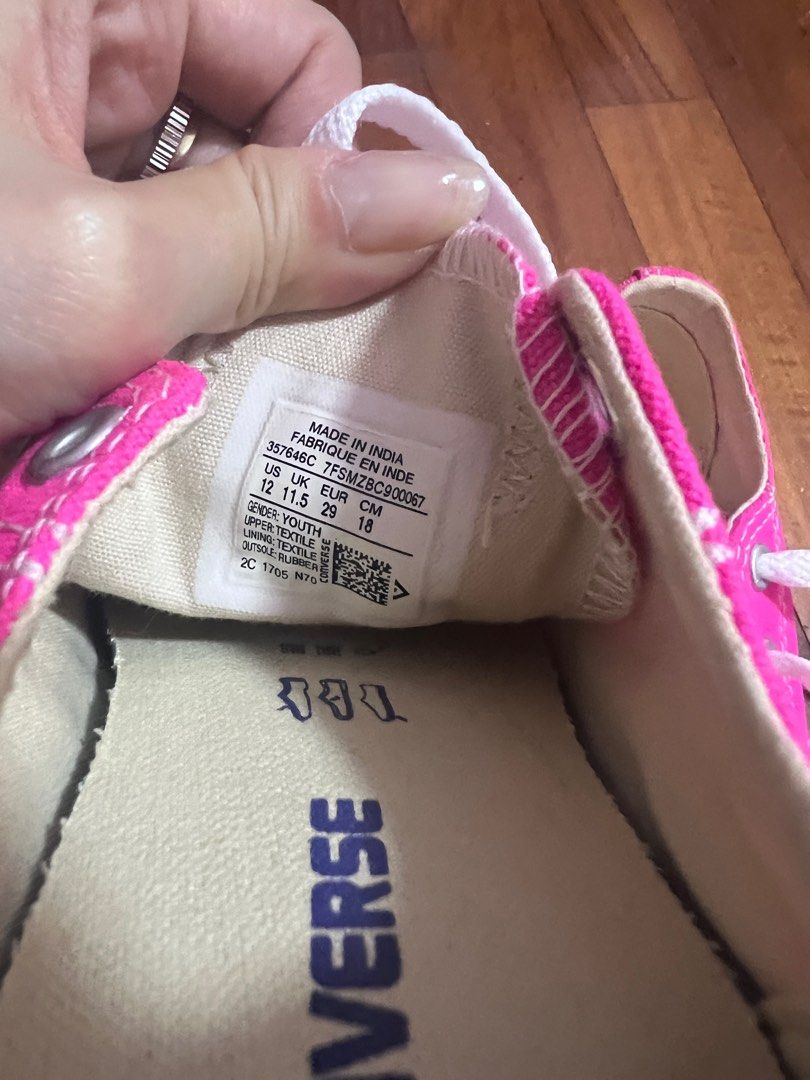 MADE IN INDIA
FABRIQUE EN INDE
357646C 7FSMZBC900067
US UK EUR CM
12 11.5 29 18
GENDER: YOUTH
UPPER: TEXTILE
LINING: TEXTILE
OUTSOLE: RUBBER
CONVERSE
2C 1705 N70
VERSE